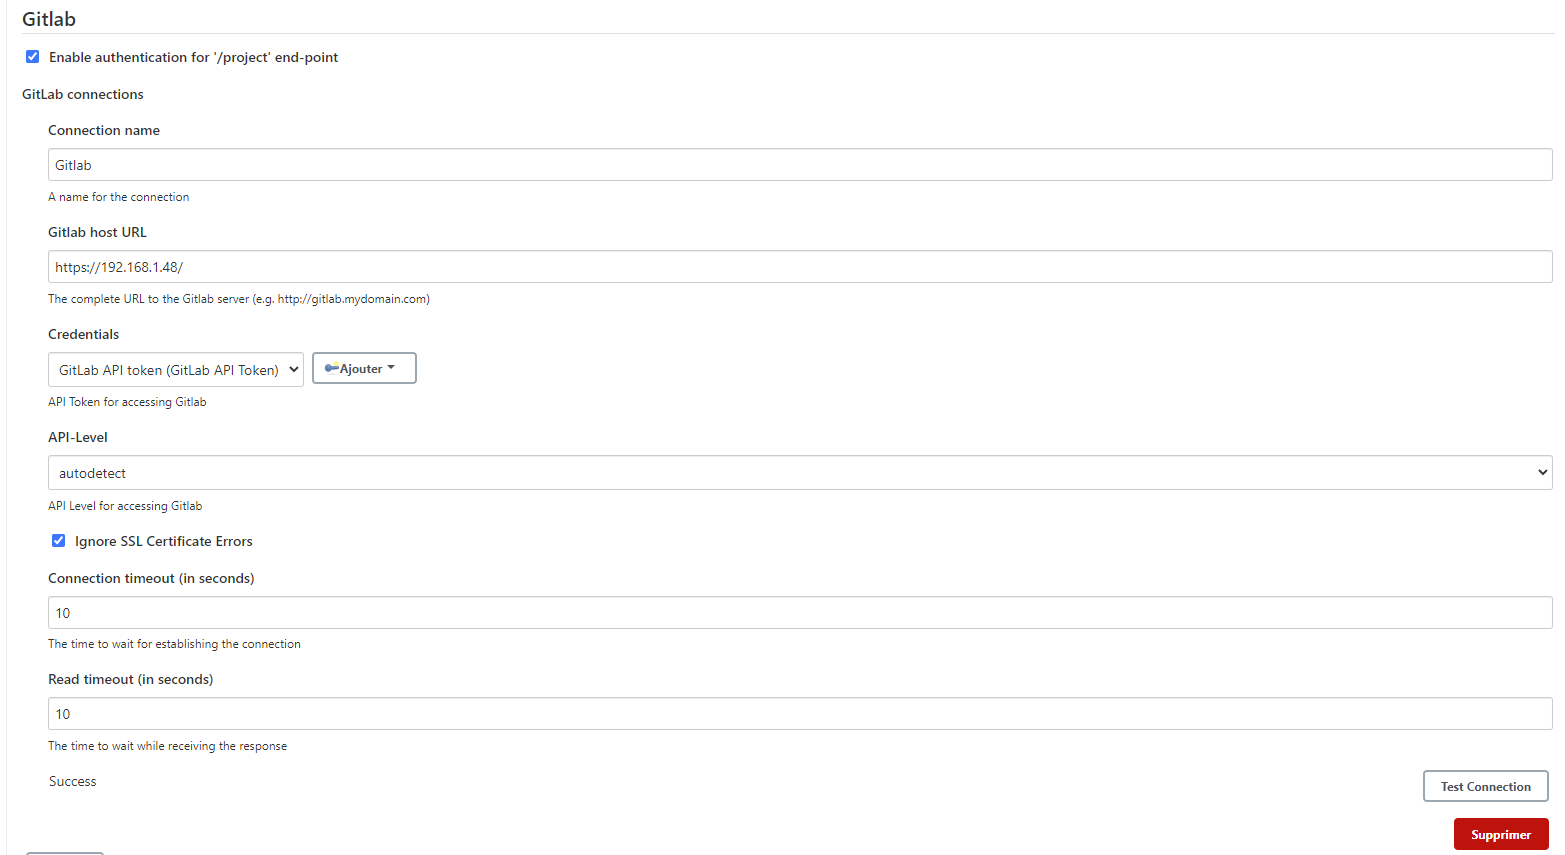 Gitlab
Enable authentication for '/project' end-point
GitLab connections
Connection name
Gitlab
A name for the connection
Gitlab host URL
https://192.168.1.48/
The complete URL to the Gitlab server (e.g. http://gitlab.mydomain.com)
Credentials
GitLab API token (GitLab API Token)
Ajouter
API Token for accessing Gitlab
API-Level
autodetect
API Level for accessing Gitlab
Ignore SSL Certificate Errors
Connection timeout (in seconds)
10
The time to wait for establishing the connection
Read timeout (in seconds)
10
The time to wait while receiving the response
Success
Test Connection
Supprimer